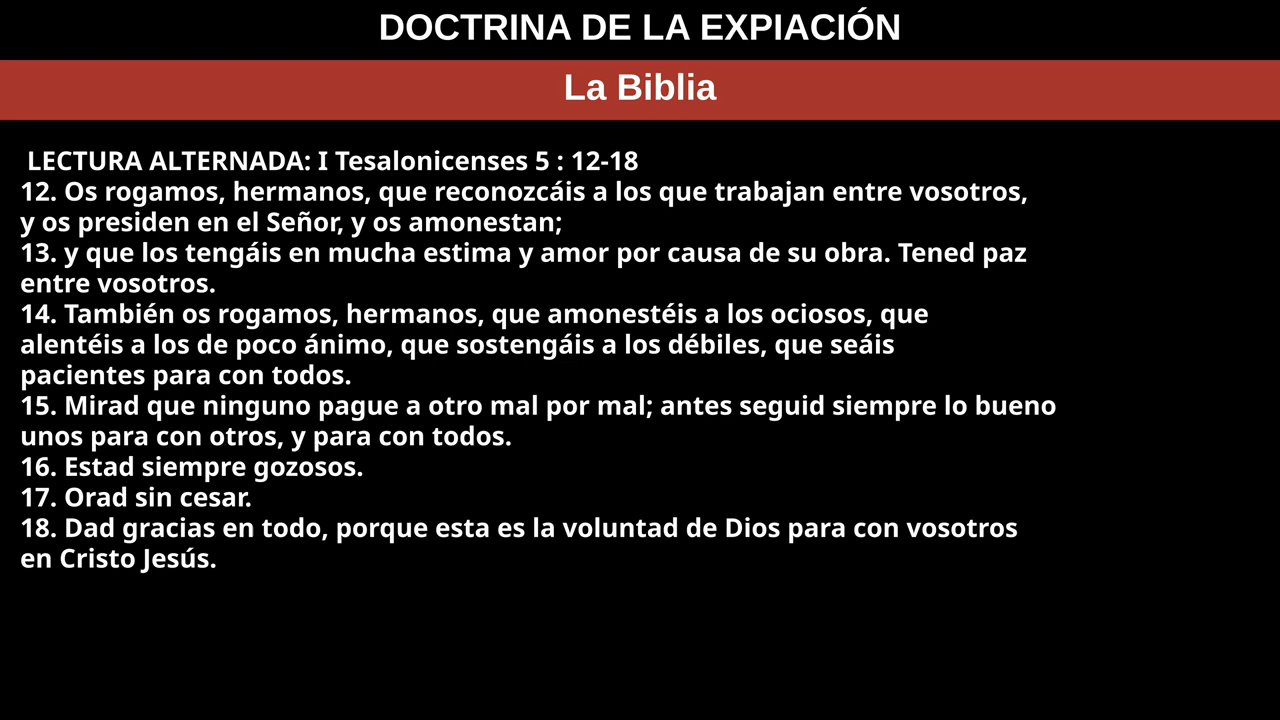 DOCTRINA DE LA EXPIACIÓN
La Biblia
LECTURA ALTERNADA: I Tesalonicenses 5 : 12-18
12. Os rogamos, hermanos, que reconozcáis a los que trabajan entre vosotros,
y os presiden en el Señor, y os amonestan;
13. y que los tengáis en mucha estima y amor por causa de su obra. Tened paz
entre vosotros.
14. También os rogamos, hermanos, que amonestéis a los ociosos, que
alentéis a los de poco ánimo, que sostengáis a los débiles, que seáis
pacientes para con todos.
15. Mirad que ninguno pague a otro mal por mal; antes seguid siempre lo bueno
unos para con otros, y para con todos.
16. Estad siempre gozosos.
17. Orad sin cesar.
18. Dad gracias en todo, porque esta es la voluntad de Dios para con vosotros
en Cristo Jesús.